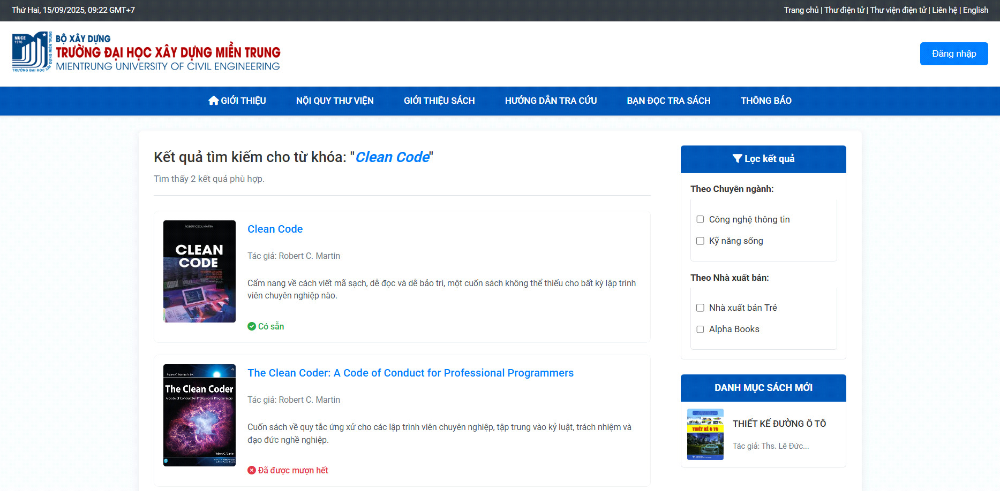 Thứ Hai, 15/09/2025, 09:22 GMT+7
Trang chủ | Thư điện tử | Thư viện điện tử | Liên hệ | English
MUCE
1976
TRƯỜNG ĐẠI HỌC XÂY DỰNG MIỀN TRUNG
BỘ XÂY DỰNG
TRƯỜNG ĐẠI HỌC XÂY DỰNG MIỀN TRUNG
MIENTRUNG UNIVERSITY OF CIVIL ENGINEERING
Đăng nhập
GIỚI THIỆU
NỘI QUY THƯ VIỆN
GIỚI THIỆU SÁCH
HƯỚNG DẪN TRA CỨU
BẠN ĐỌC TRA SÁCH
THÔNG BÁO
Kết quả tìm kiếm cho từ khóa: "Clean Code"
Tìm thấy 2 kết quả phù hợp.
ROBERT CECIL MARTIN
CLEAN
CODE
Clean Code
Tác giả: Robert C. Martin
Cẩm nang về cách viết mã sạch, dễ đọc và dễ bảo trì, một cuốn sách không thể thiếu cho bất kỳ lập trình
viên chuyên nghiệp nào.
Có sẵn
Robert C. Martin Series
The Clean Coder
A Code of Conduct for Professional Programmers
Robert C. Martin
The Clean Coder: A Code of Conduct for Professional Programmers
Tác giả: Robert C. Martin
Cuốn sách về quy tắc ứng xử cho các lập trình viên chuyên nghiệp, tập trung vào kỷ luật, trách nhiệm và
đạo đức nghề nghiệp.
Đã được mượn hết
Lọc kết quả
Theo Chuyên ngành:
Công nghệ thông tin
Kỹ năng sống
Theo Nhà xuất bản:
Nhà xuất bản Trẻ
Alpha Books
DANH MỤC SÁCH MỚI
THIẾT KẾ Ô TÔ
THIẾT KẾ ĐƯỜNG Ô TÔ
Tác giả: Ths. Lê Đức...